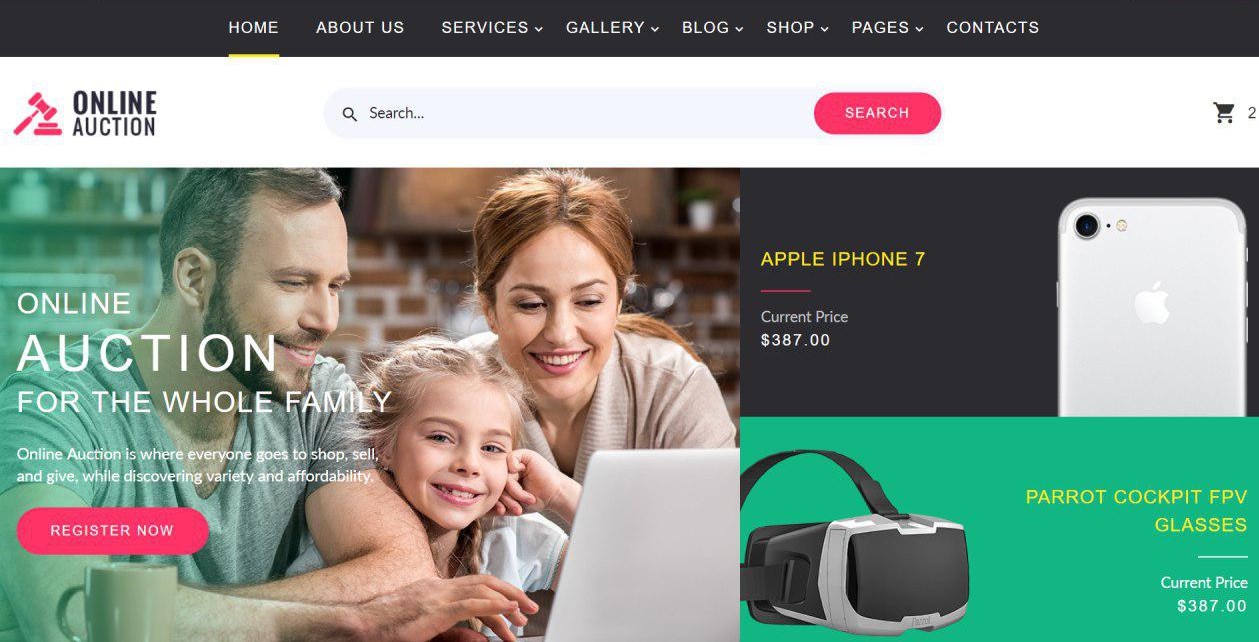 HOME ABOUT US SERVICES GALLERY BLOG SHOP PAGES CONTACTS
ONLINE
AUCTION
Search...
SEARCH
2
ONLINE
AUCTION
FOR THE WHOLE FAMILY
Online Auction is where everyone goes to shop, sell,
and give, while discovering variety and affordability.
REGISTER NOW
APPLE IPHONE 7
Current Price
$387.00
PARROT COCKPIT FPV
GLASSES
Current Price
$387.00
Parrot